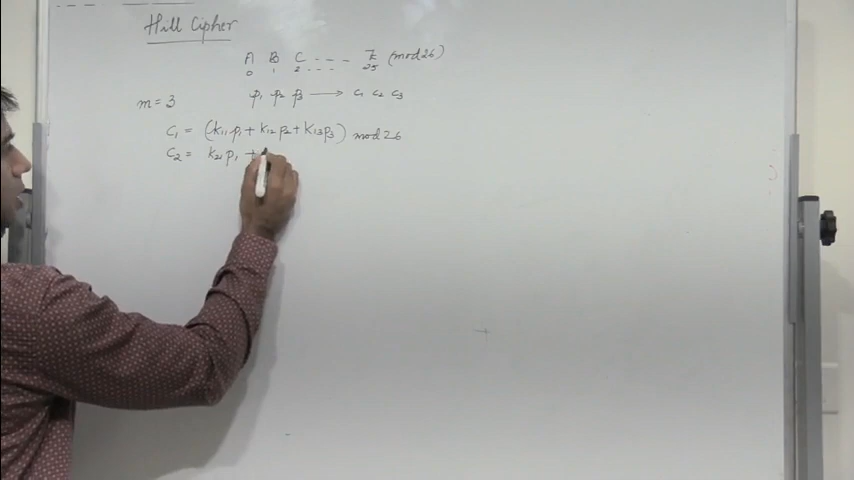 Hill Cipher
A B C - - - - Z (mod 26)
0 1 2 - - - - 25
m = 3 p₁ p₂ p₃ ⟶ c₁ c₂ c₃
C₁ = (k₁₁ p₁ + k₁₂ p₂ + k₁₃ p₃) mod 26
C₂ = k₂₁ p₁ +